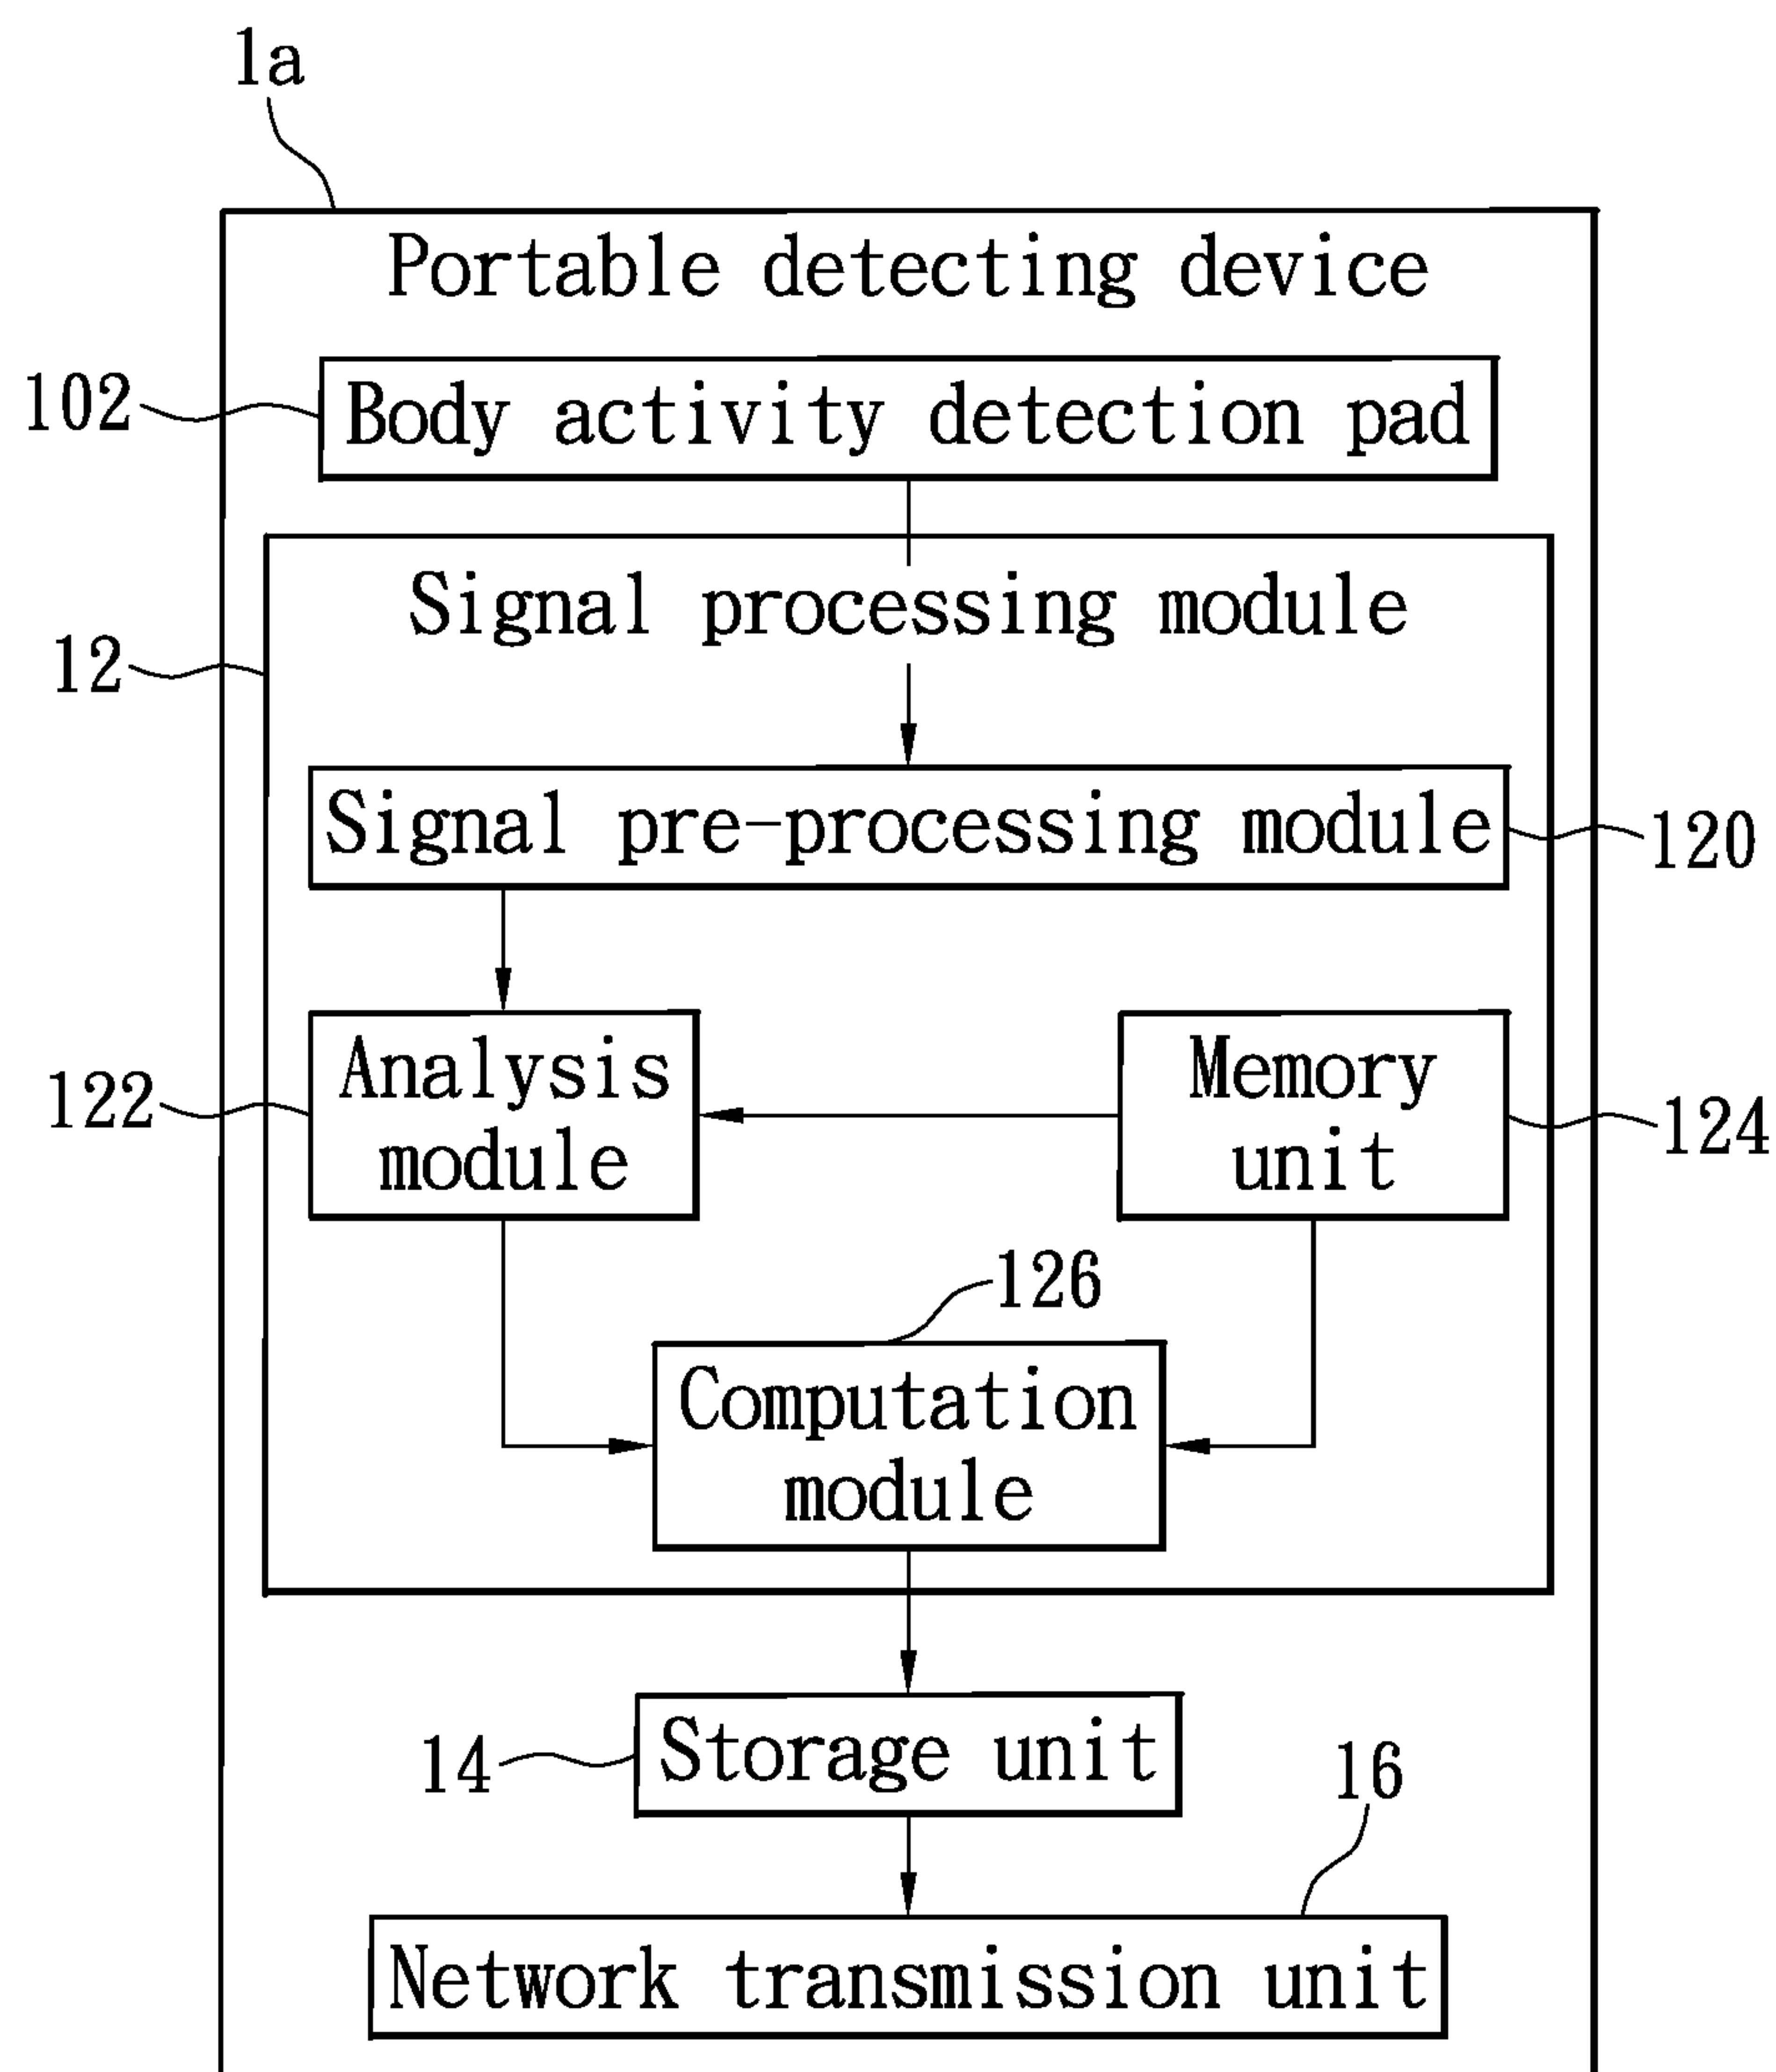 1a
Portable detecting device
102
Body activity detection pad
Signal processing module
12
Signal pre-processing module
120
Analysis
module
122
Memory
unit
124
126
Computation
module
14
Storage unit
16
Network transmission unit